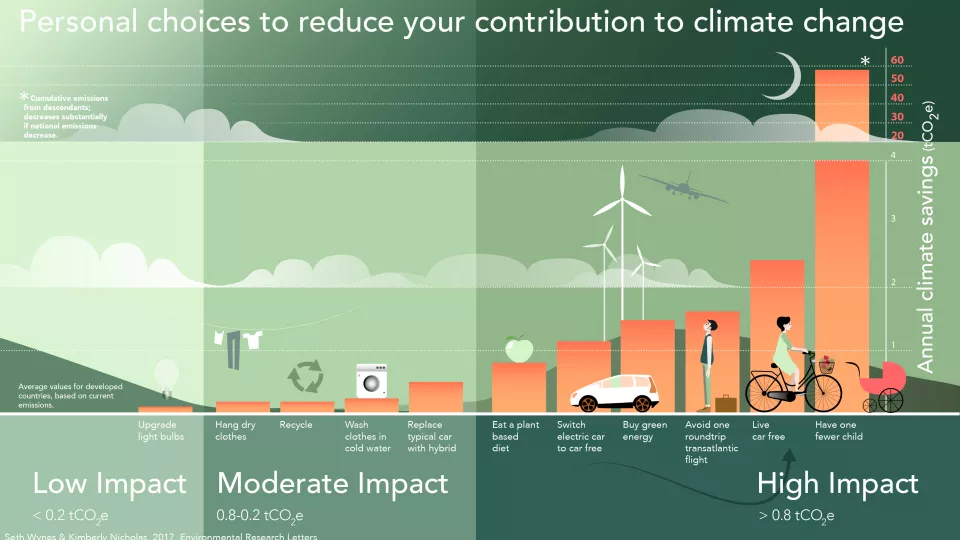 Personal choices to reduce your contribution to climate change
* Cumulative emissions
from descendants;
decreases substantially
if national emissions
decrease.
*
60
50
40
30
20
4
3
2
1
Annual climate savings (tCO2e)
Average values for developed
countries, based on current
emissions.
Upgrade
light bulbs
Hang dry
clothes
Recycle
Wash
clothes in
cold water
Replace
typical car
with hybrid
Eat a plant
based
diet
Switch
electric car
to car free
Buy green
energy
Avoid one
roundtrip
transatlantic
flight
Live
car free
Have one
fewer child
Low Impact
< 0.2 tCO2e
Moderate Impact
0.8-0.2 tCO2e
High Impact
> 0.8 tCO2e
Seth Wynes & Kimberly Nicholas, 2017, Environmental Research Letters